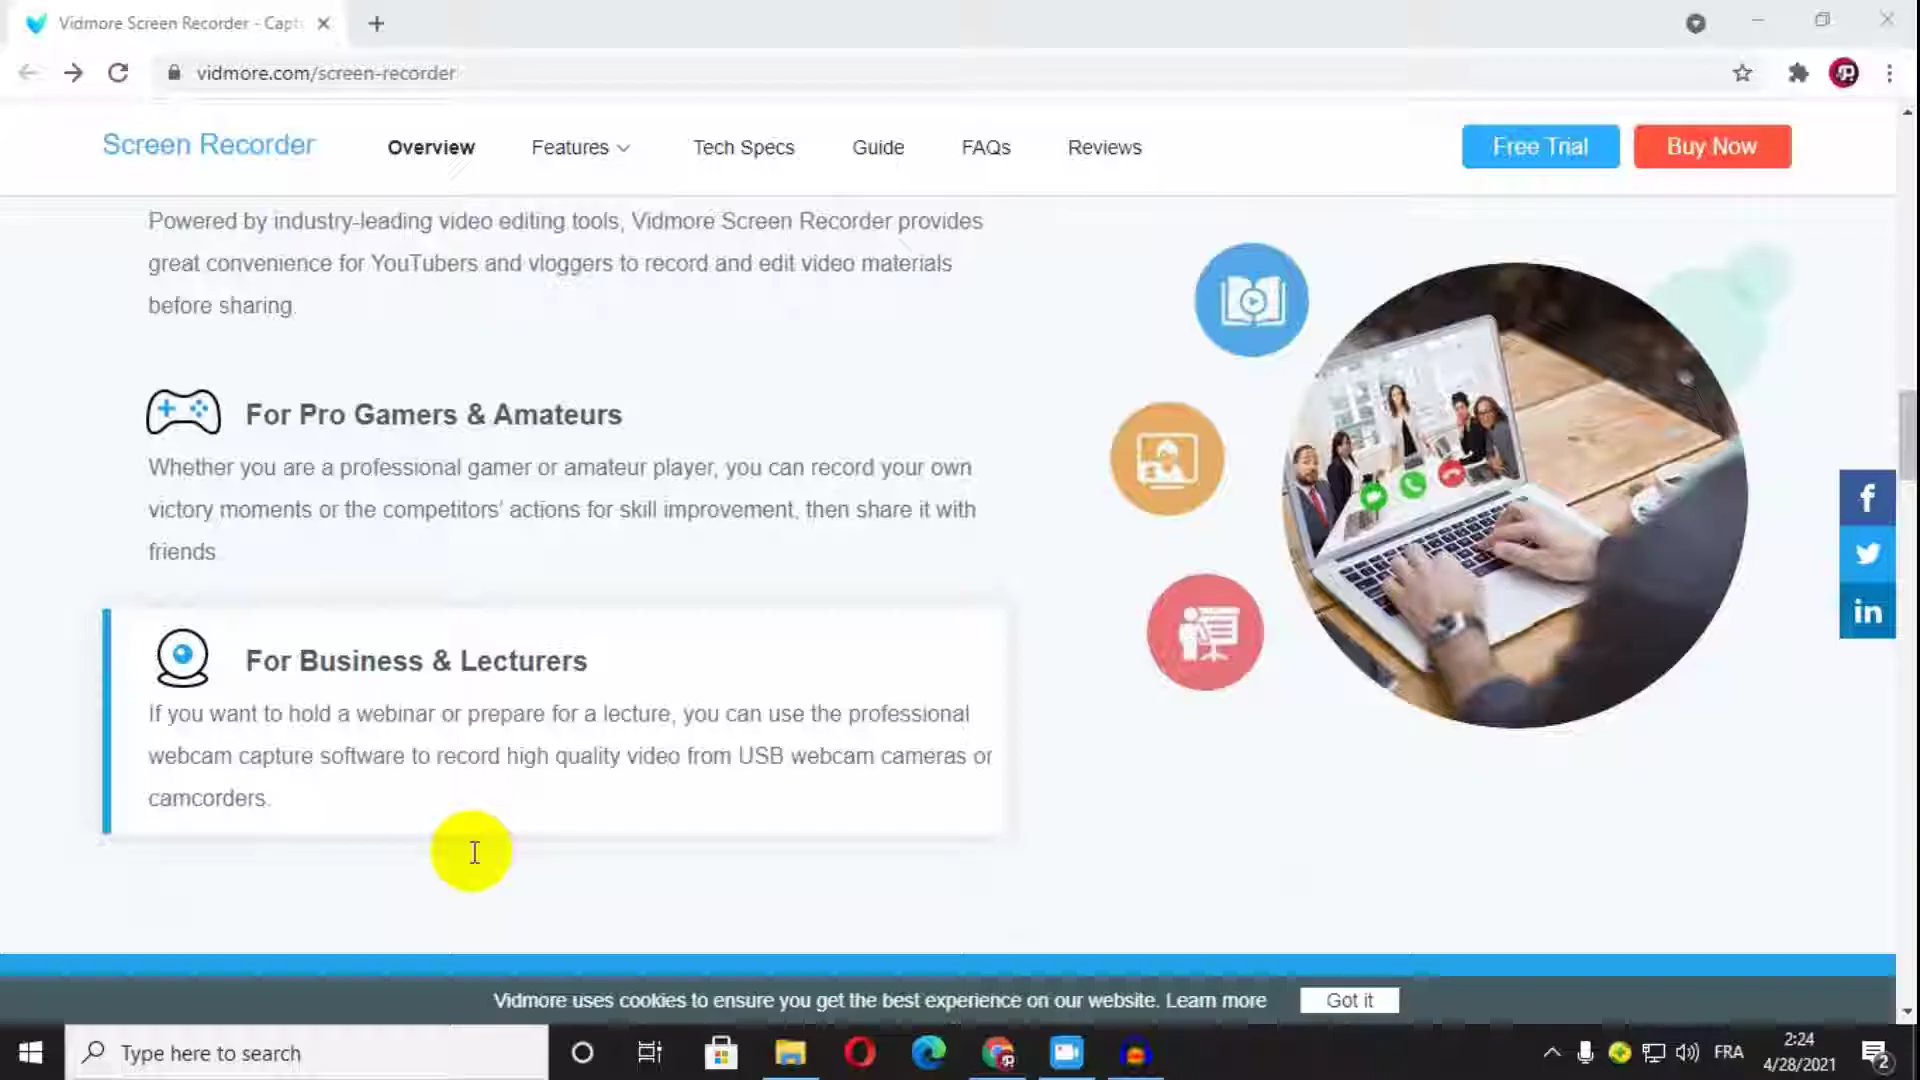 Vidmore Screen Recorder - Capt
vidmore.com/screen-recorder
Screen Recorder
Overview
Features
Tech Specs
Guide
FAQs
Reviews
Free Trial
Buy Now
Powered by industry-leading video editing tools, Vidmore Screen Recorder provides
great convenience for YouTubers and vloggers to record and edit video materials
before sharing.
For Pro Gamers & Amateurs
Whether you are a professional gamer or amateur player, you can record your own
victory moments or the competitors' actions for skill improvement, then share it with
friends.
For Business & Lecturers
If you want to hold a webinar or prepare for a lecture, you can use the professional
webcam capture software to record high quality video from USB webcam cameras or
camcorders.
f
in
Vidmore uses cookies to ensure you get the best experience on our website. Learn more
Got it
Type here to search
FRA
2:24
4/28/2021
2